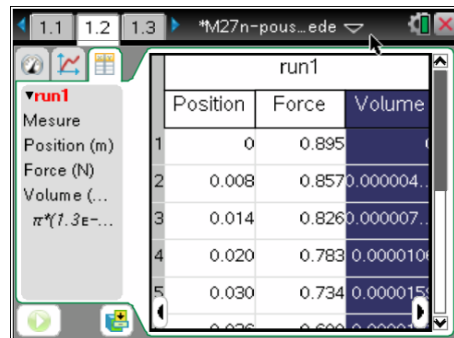 1.1 1.2 1.3 *M27n-pous…ede
run1
▾run1
Mesure
Position (m)
Force (N)
Volume (...
π*(1.3E-...
Position Force Volume
1 0 0.895
2 0.008 0.857 0.000004..
3 0.014 0.826 0.000007..
4 0.020 0.783 0.000010
5 0.030 0.734 0.000015